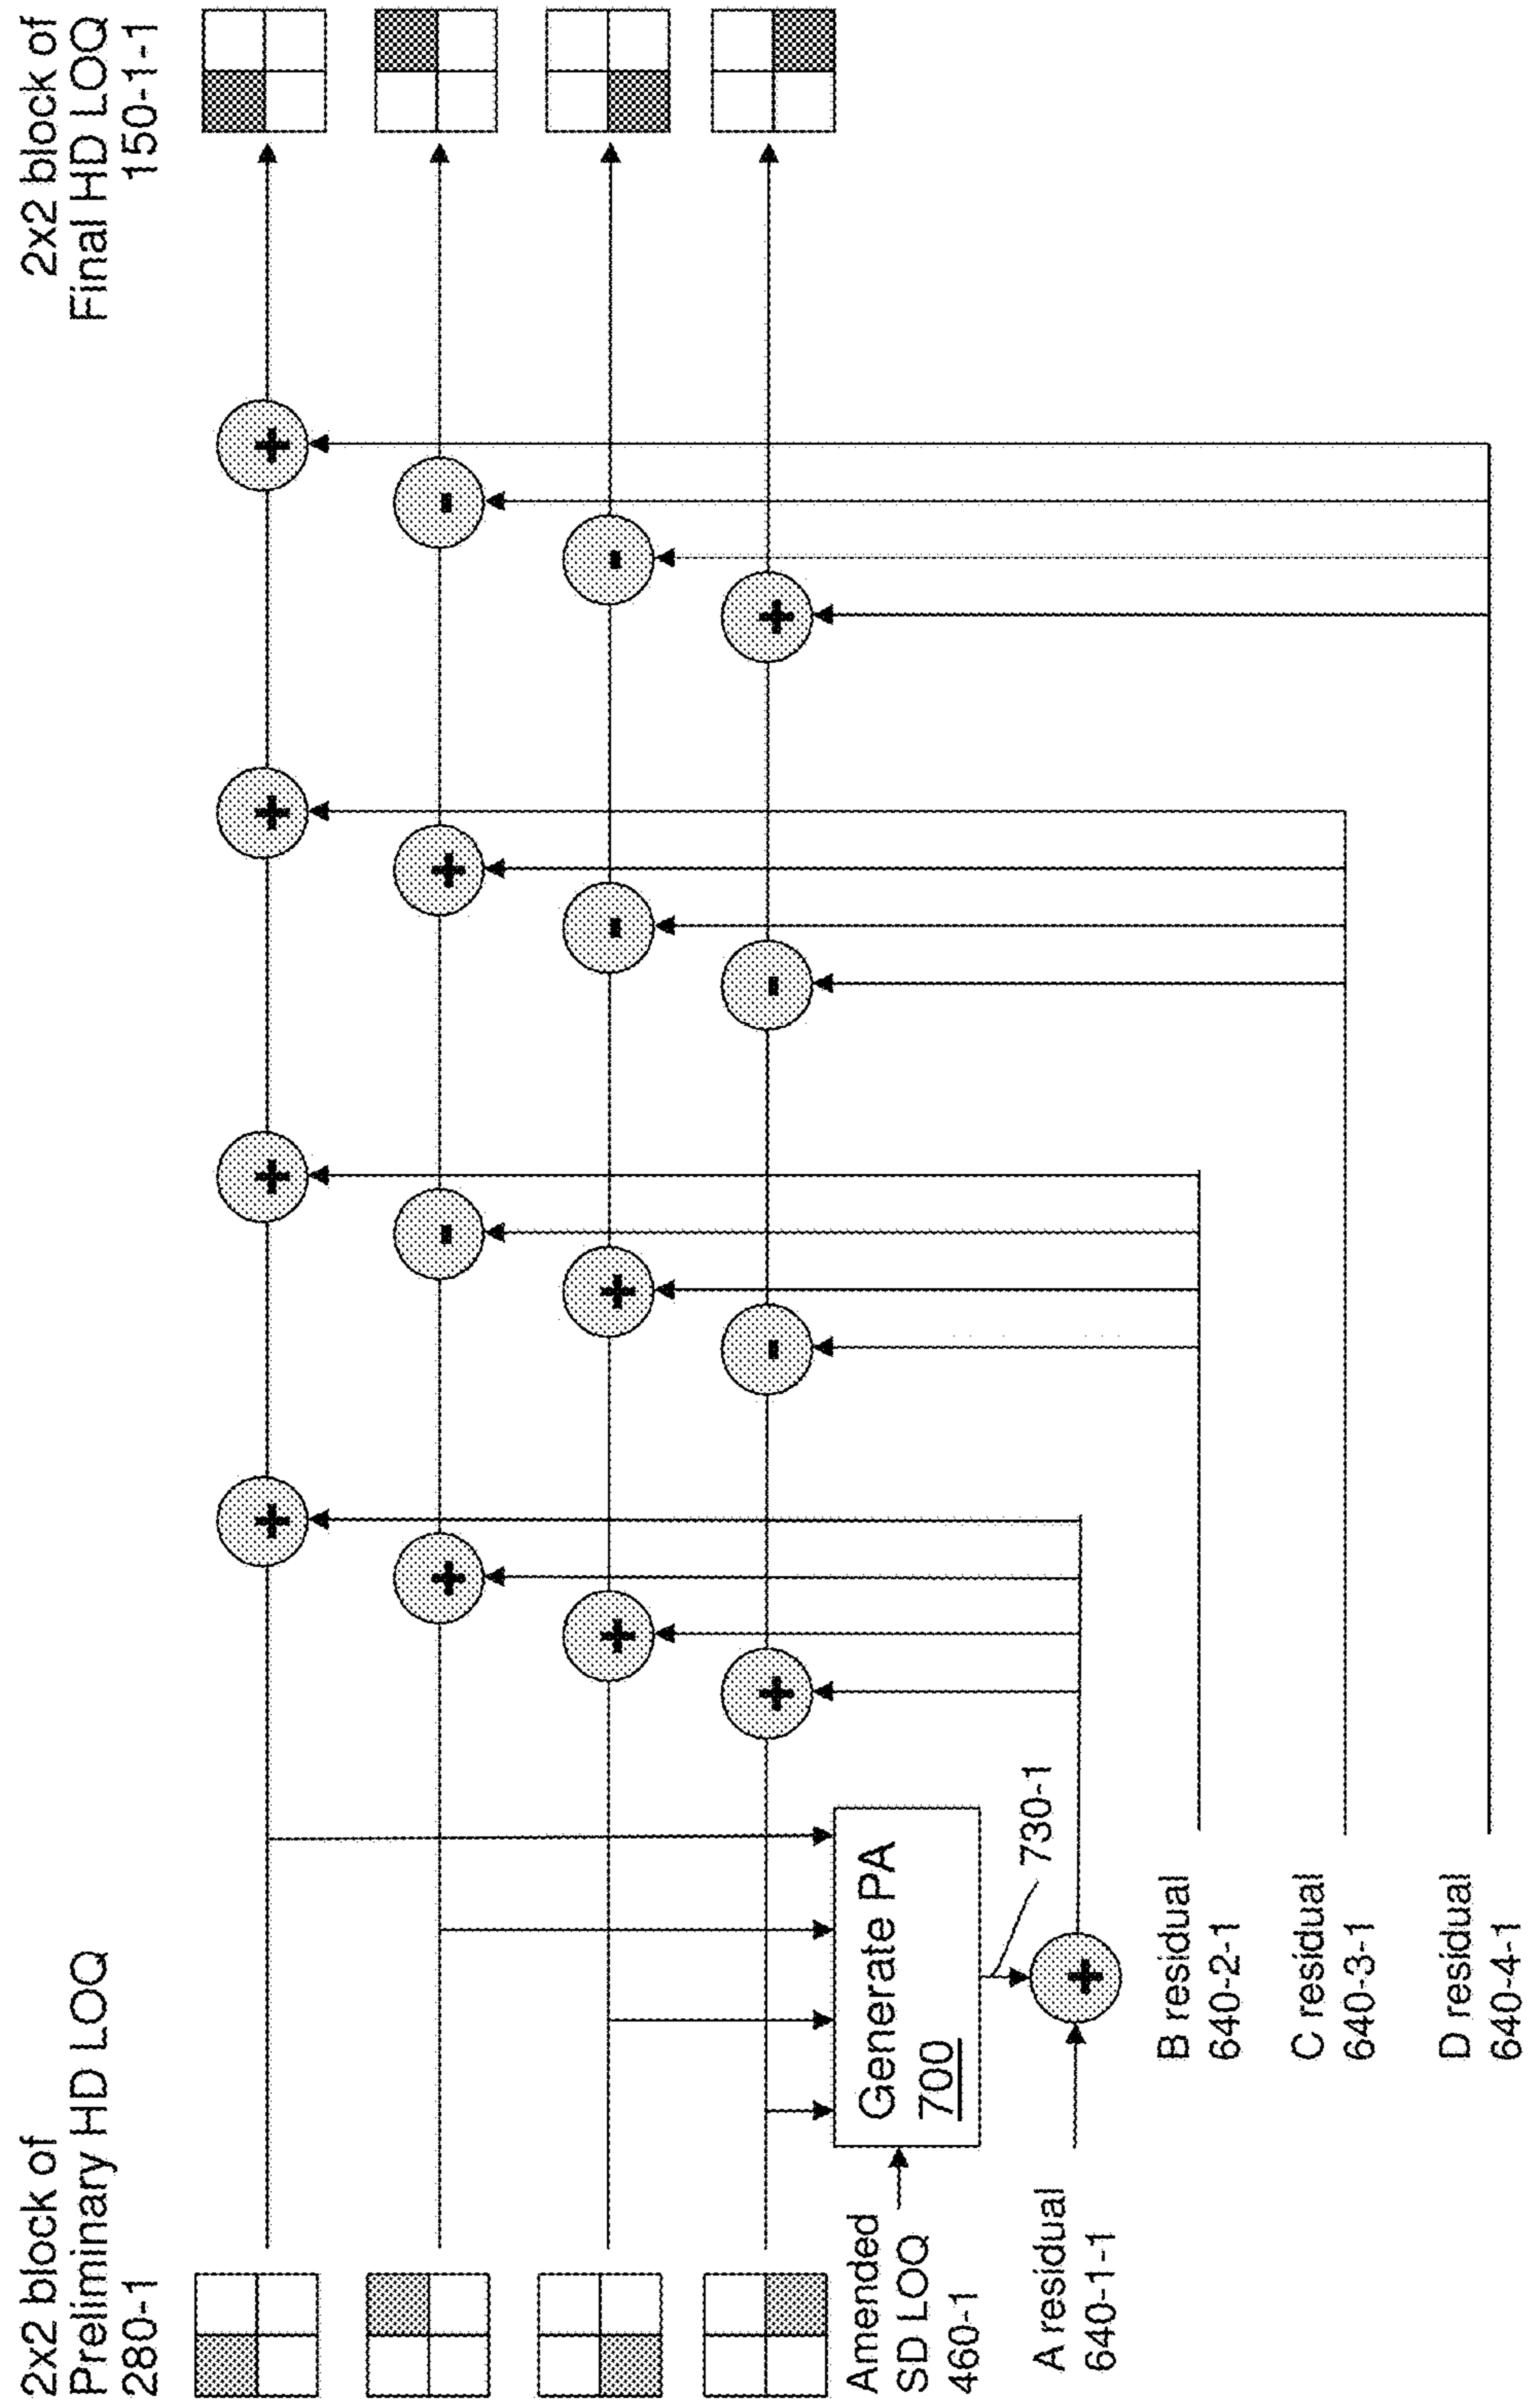 2x2 block of
Preliminary HD LOQ
280-1
2x2 block of
Final HD LOQ
150-1-1
+
+
+
+
+
-
+
-
+
+
-
-
+
-
-
+
Amended
SD LOQ
460-1
Generate PA
700
730-1
+
A residual
640-1-1
B residual
640-2-1
C residual
640-3-1
D residual
640-4-1